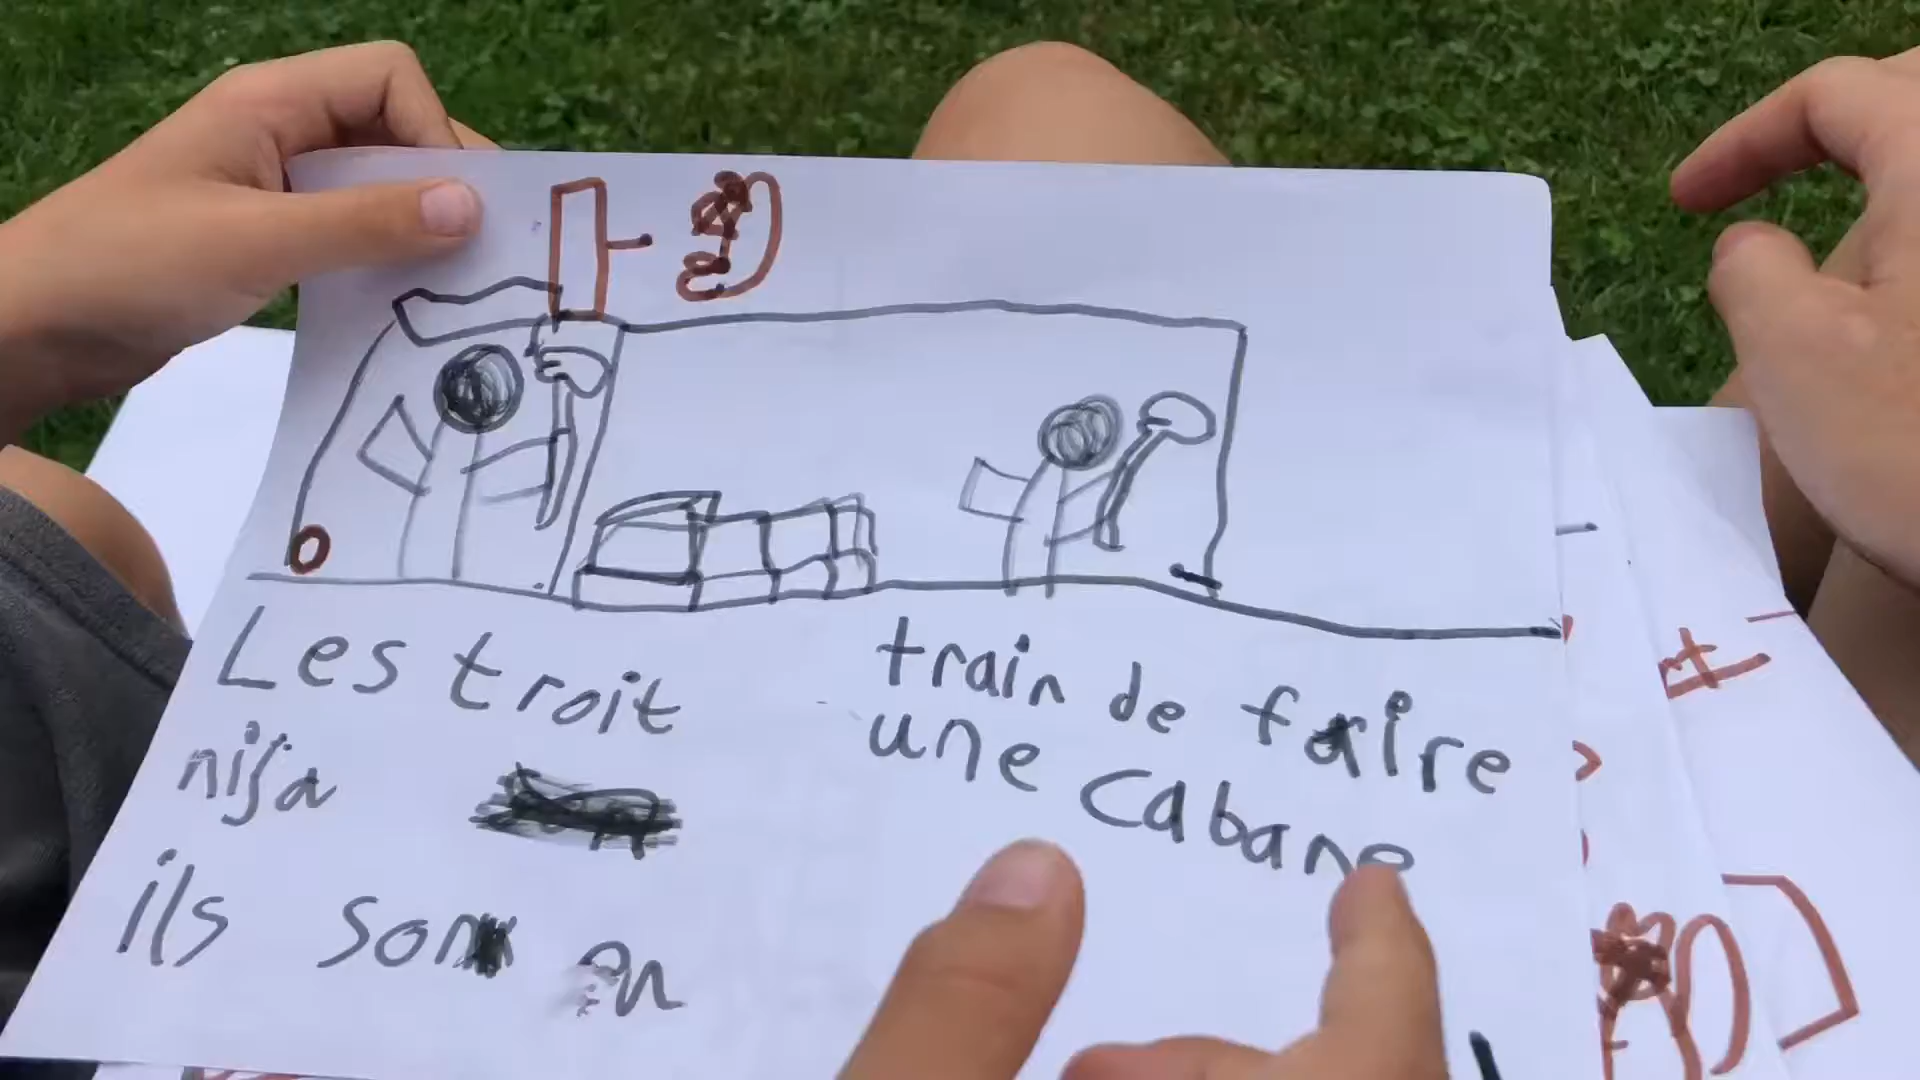 Les troit
nija
ils son en
train de faire
une cabane